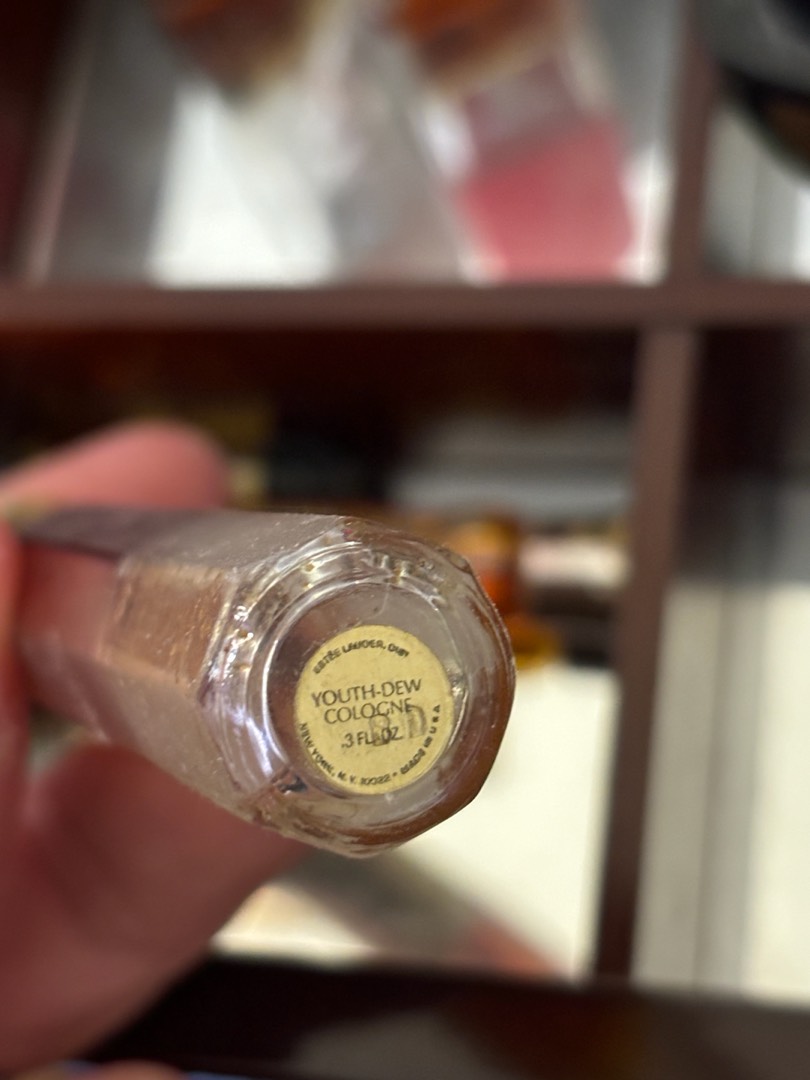 ESTÉE LAUDER, DIST
YOUTH-DEW
COLOGNE
.3 FL. OZ.
NEW YORK, N. Y. 10022 • MADE IN U.S.A.